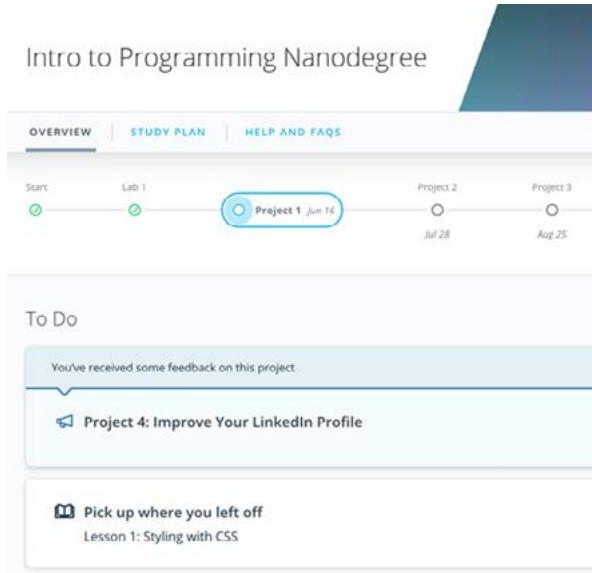 Intro to Programming Nanodegree
OVERVIEW STUDY PLAN HELP AND FAQS
Start Lab 1 Project 2 Project 3
Project 1 Jun 16
Jul 28 Aug 25
To Do
You've received some feedback on this project
Project 4: Improve Your LinkedIn Profile
Pick up where you left off
Lesson 1: Styling with CSS